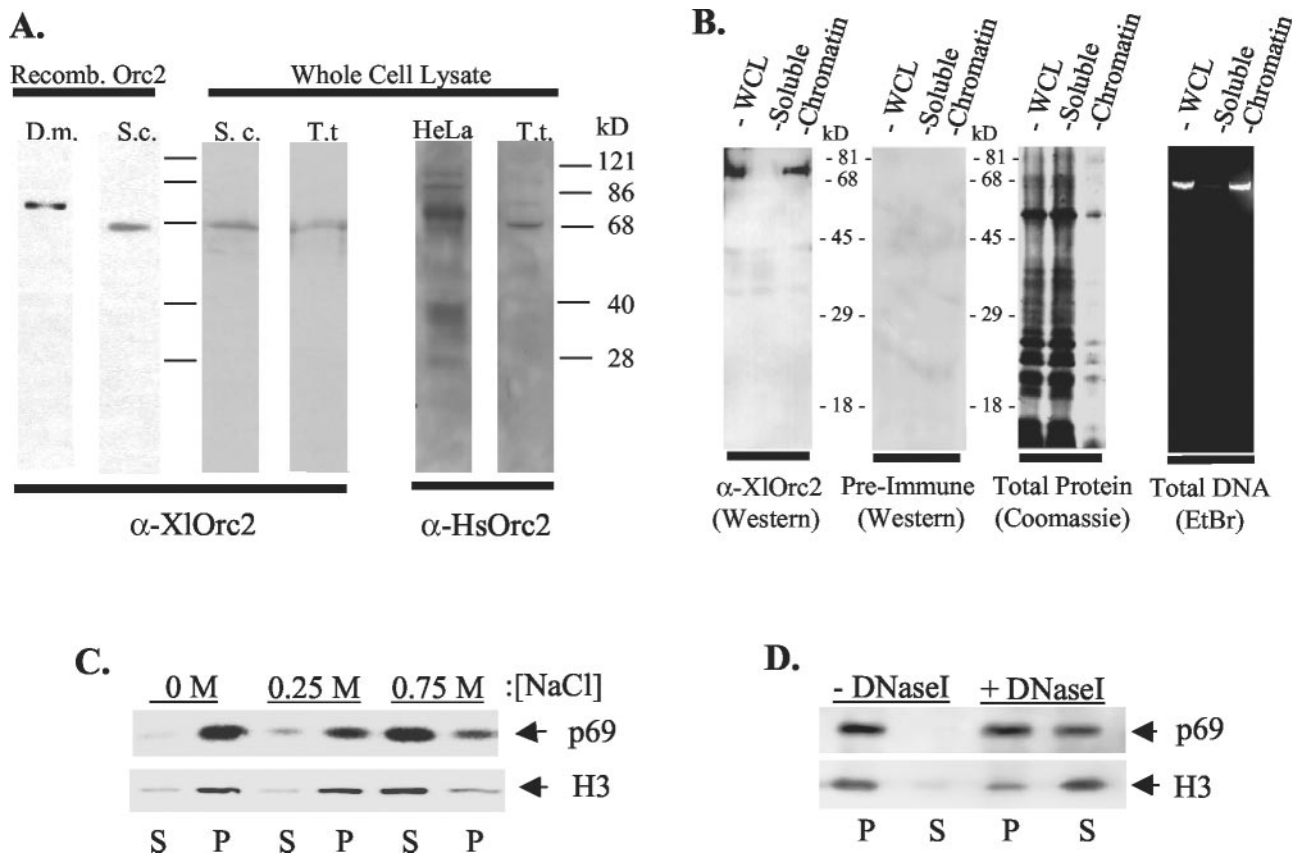 A.
Recomb. Orc2
Whole Cell Lysate
D.m.
S.c.
S. c.
T.t
HeLa
T.t.
kD
121
86
68
40
28
α-XlOrc2
α-HsOrc2
B.
- WCL
-Soluble
-Chromatin
- WCL
-Soluble
-Chromatin
- WCL
-Soluble
-Chromatin
- WCL
-Soluble
-Chromatin
kD
- 81 -
- 68 -
- 45 -
- 29 -
- 18 -
kD
- 81 -
- 68 -
- 45 -
- 29 -
- 18 -
α-XlOrc2
(Western)
Pre-Immune
(Western)
Total Protein
(Coomassie)
Total DNA
(EtBr)
C.
0 M 0.25 M 0.75 M :[NaCl]
p69
H3
S P S P S P
D.
- DNaseI + DNaseI
p69
H3
P S P S